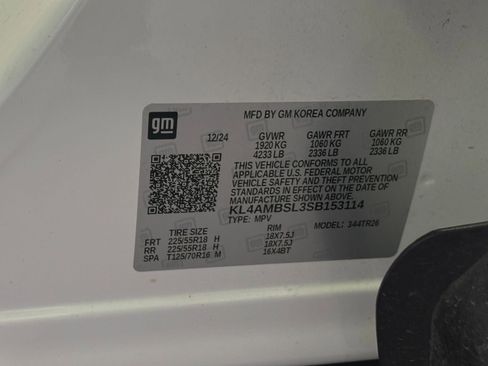 gm
MFD BY GM KOREA COMPANY
12/24 GVWR GAWR FRT GAWR RR
1920 KG 1060 KG 1060 KG
4233 LB 2336 LB 2336 LB
THIS VEHICLE CONFORMS TO ALL
APPLICABLE U.S. FEDERAL MOTOR
VEHICLE SAFETY AND THEFT PREVENTION
STANDARDS IN EFFECT ON THE DATE OF
MANUFACTURE SHOWN ABOVE.
KL4AMBSL3SB153114
TYPE: MPV MODEL: 344TR26
TIRE SIZE RIM
FRT 225/55R18 H 18X7.5J
RR 225/55R18 H 18X7.5J
SPA T125/70R16 M 16X4BT